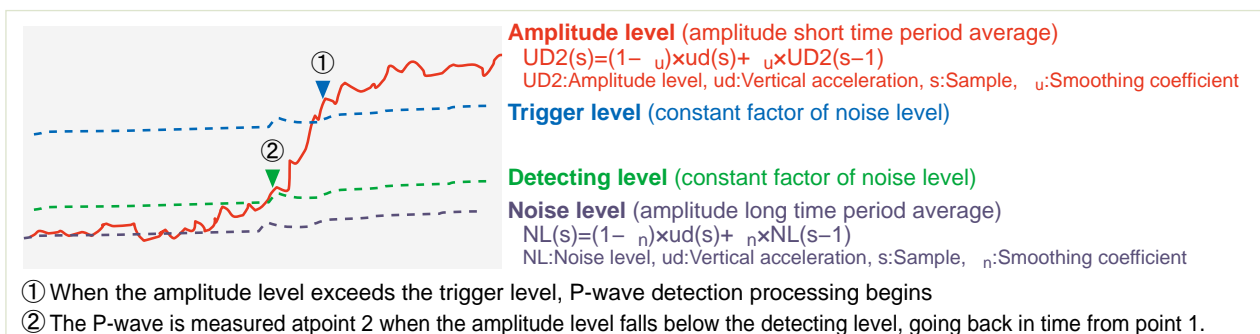 Amplitude level (amplitude short time period average)
UD2(s)=(1− u)×ud(s)+ u×UD2(s−1)
UD2:Amplitude level, ud:Vertical acceleration, s:Sample, u:Smoothing coefficient
①
Trigger level (constant factor of noise level)
②
Detecting level (constant factor of noise level)
Noise level (amplitude long time period average)
NL(s)=(1− n)×ud(s)+ n×NL(s−1)
NL:Noise level, ud:Vertical acceleration, s:Sample, n:Smoothing coefficient
① When the amplitude level exceeds the trigger level, P-wave detection processing begins
② The P-wave is measured atpoint 2 when the amplitude level falls below the detecting level, going back in time from point 1.